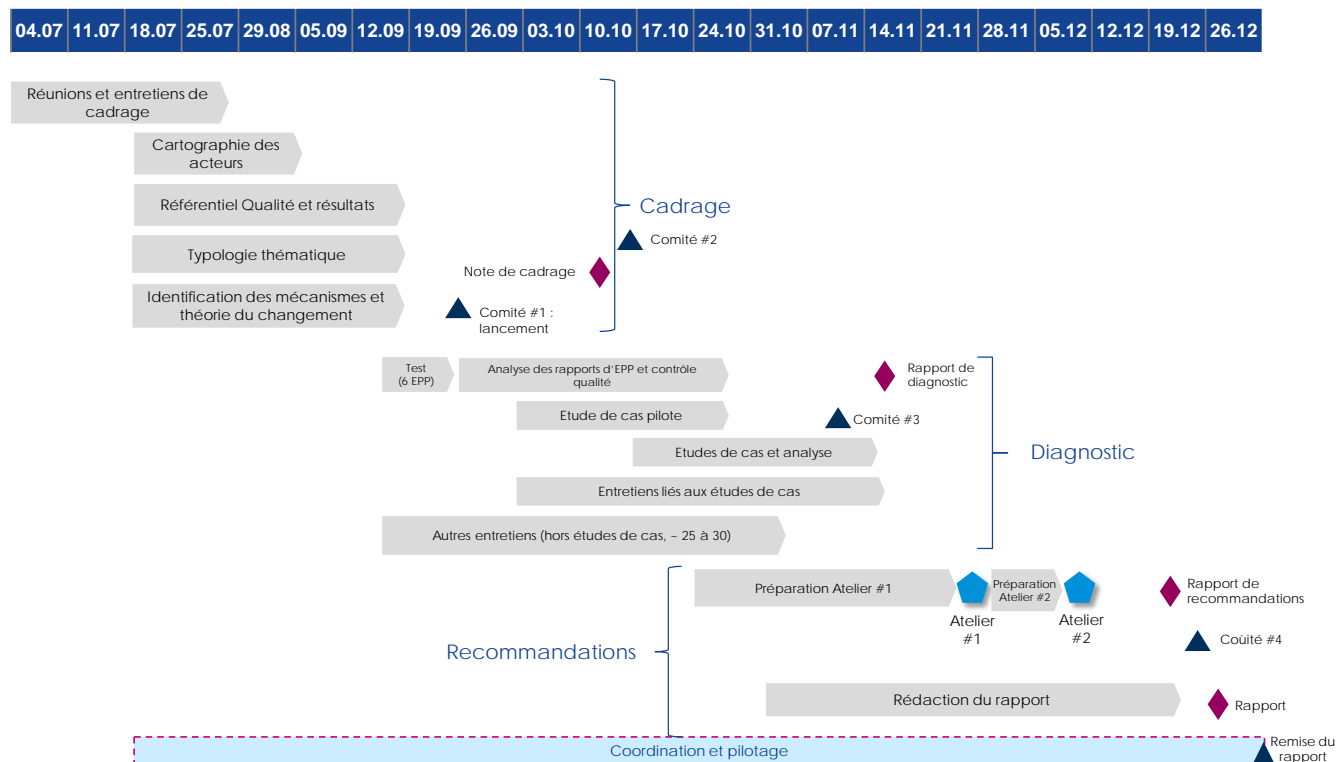 04.07 11.07 18.07 25.07 29.08 05.09 12.09 19.09 26.09 03.10 10.10 17.10 24.10 31.10 07.11 14.11 21.11 28.11 05.12 12.12 19.12 26.12
Réunions et entretiens de
cadrage
Cartographie des
acteurs
Référentiel Qualité et résultats
Cadrage
Comité #2
Typologie thématique
Note de cadrage
Identification des mécanismes et
théorie du changement
Comité #1 :
lancement
Test
(6 EPP)
Analyse des rapports d'EPP et contrôle
qualité
Rapport de
diagnostic
Etude de cas pilote
Comité #3
Etudes de cas et analyse
Diagnostic
Entretiens liés aux études de cas
Autres entretiens (hors études de cas, ~ 25 à 30)
Préparation Atelier #1
Préparation
Atelier #2
Rapport de
recommandations
Atelier
#1
Atelier
#2
Coùité #4
Recommandations
Rédaction du rapport
Rapport
Coordination et pilotage
Remise du
rapport